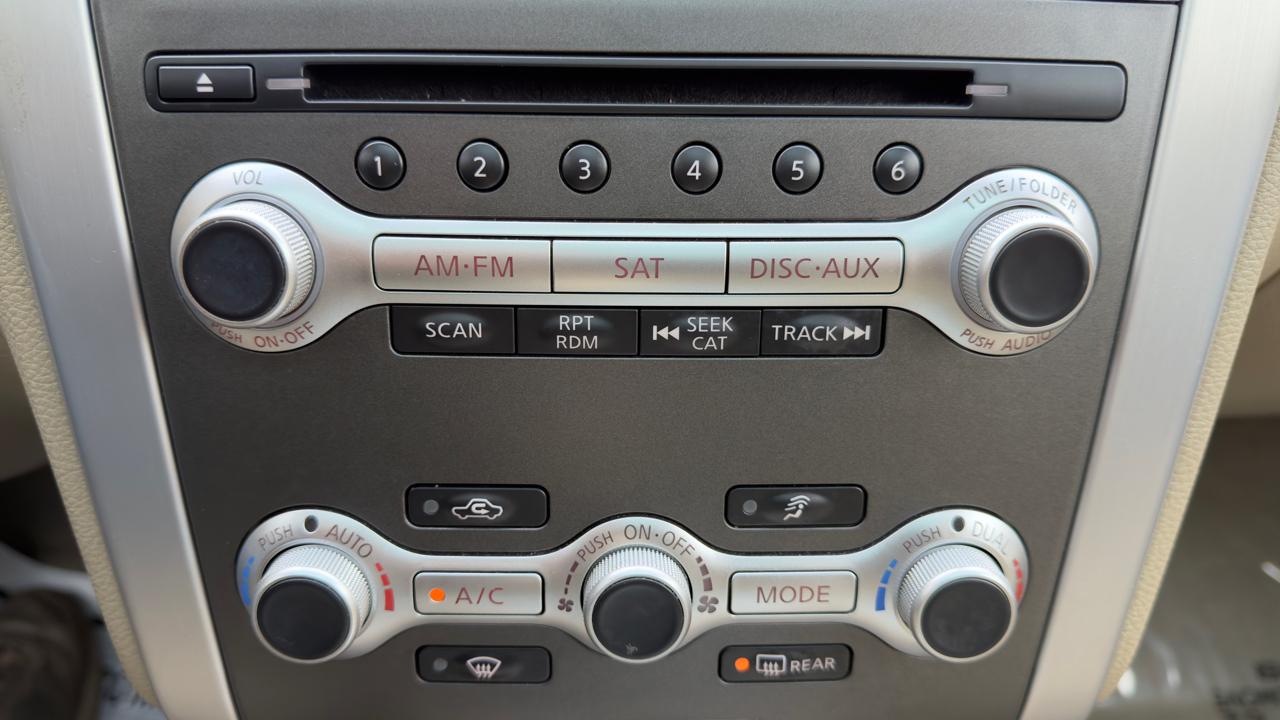 1 2 3 4 5 6
VOL
TUNE/FOLDER
AM·FM SAT DISC·AUX
PUSH ON·OFF
SCAN
RPT
RDM
SEEK
CAT
TRACK
PUSH AUDIO
PUSH AUTO
PUSH ON·OFF
PUSH DUAL
A/C
MODE
REAR